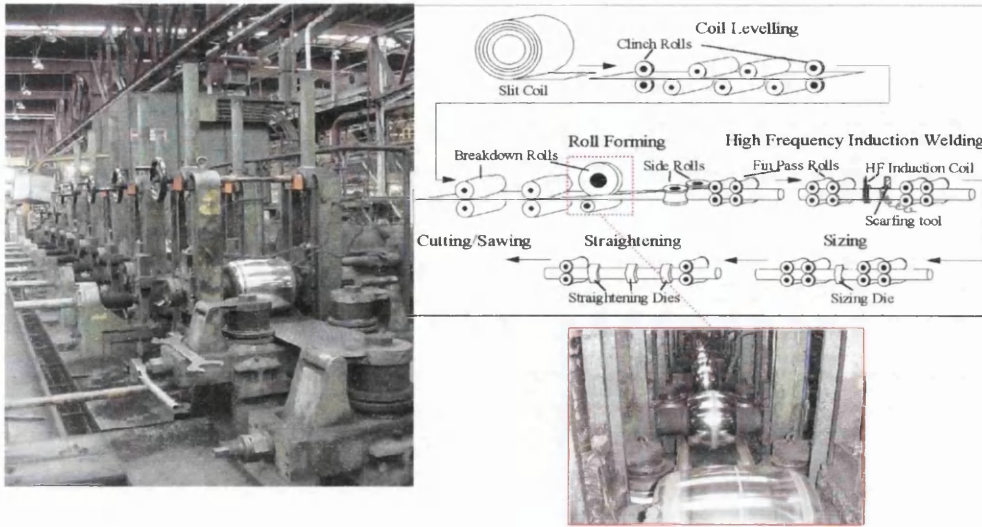 Coil Levelling
Clinch Rolls
Slit Coil
Roll Forming
High Frequency Induction Welding
Breakdown Rolls
Side Rolls
Fin Pass Rolls
HF Induction Coil
Scarfing tool
Cutting/Sawing
Straightening
Sizing
Straightening Dies
Sizing Die